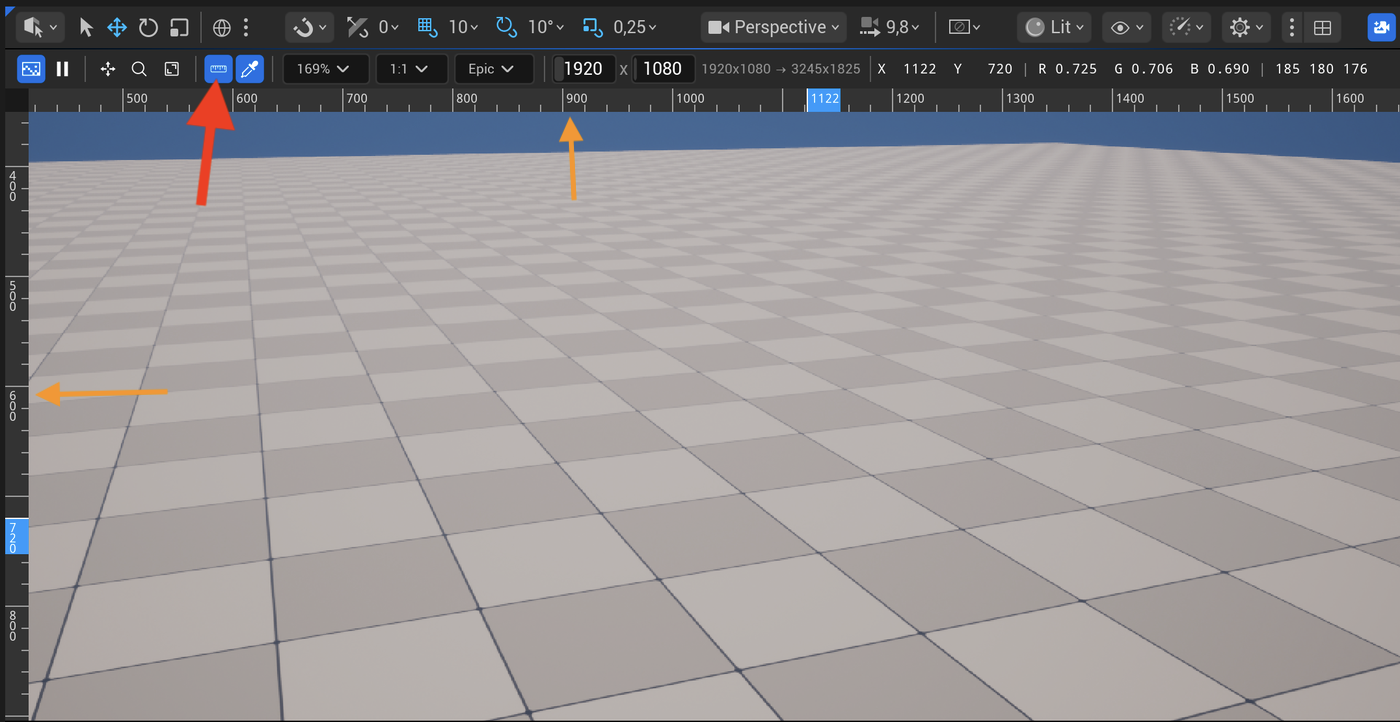 0 10 10° 0,25 Perspective 9,8 Lit
169% 1:1 Epic 1920 x 1080 1920x1080 → 3245x1825 X 1122 Y 720 | R 0.725 G 0.706 B 0.690 | 185 180 176
500 600 700 800 900 1000 1122 1200 1300 1400 1500 1600
400
500
600
720
800